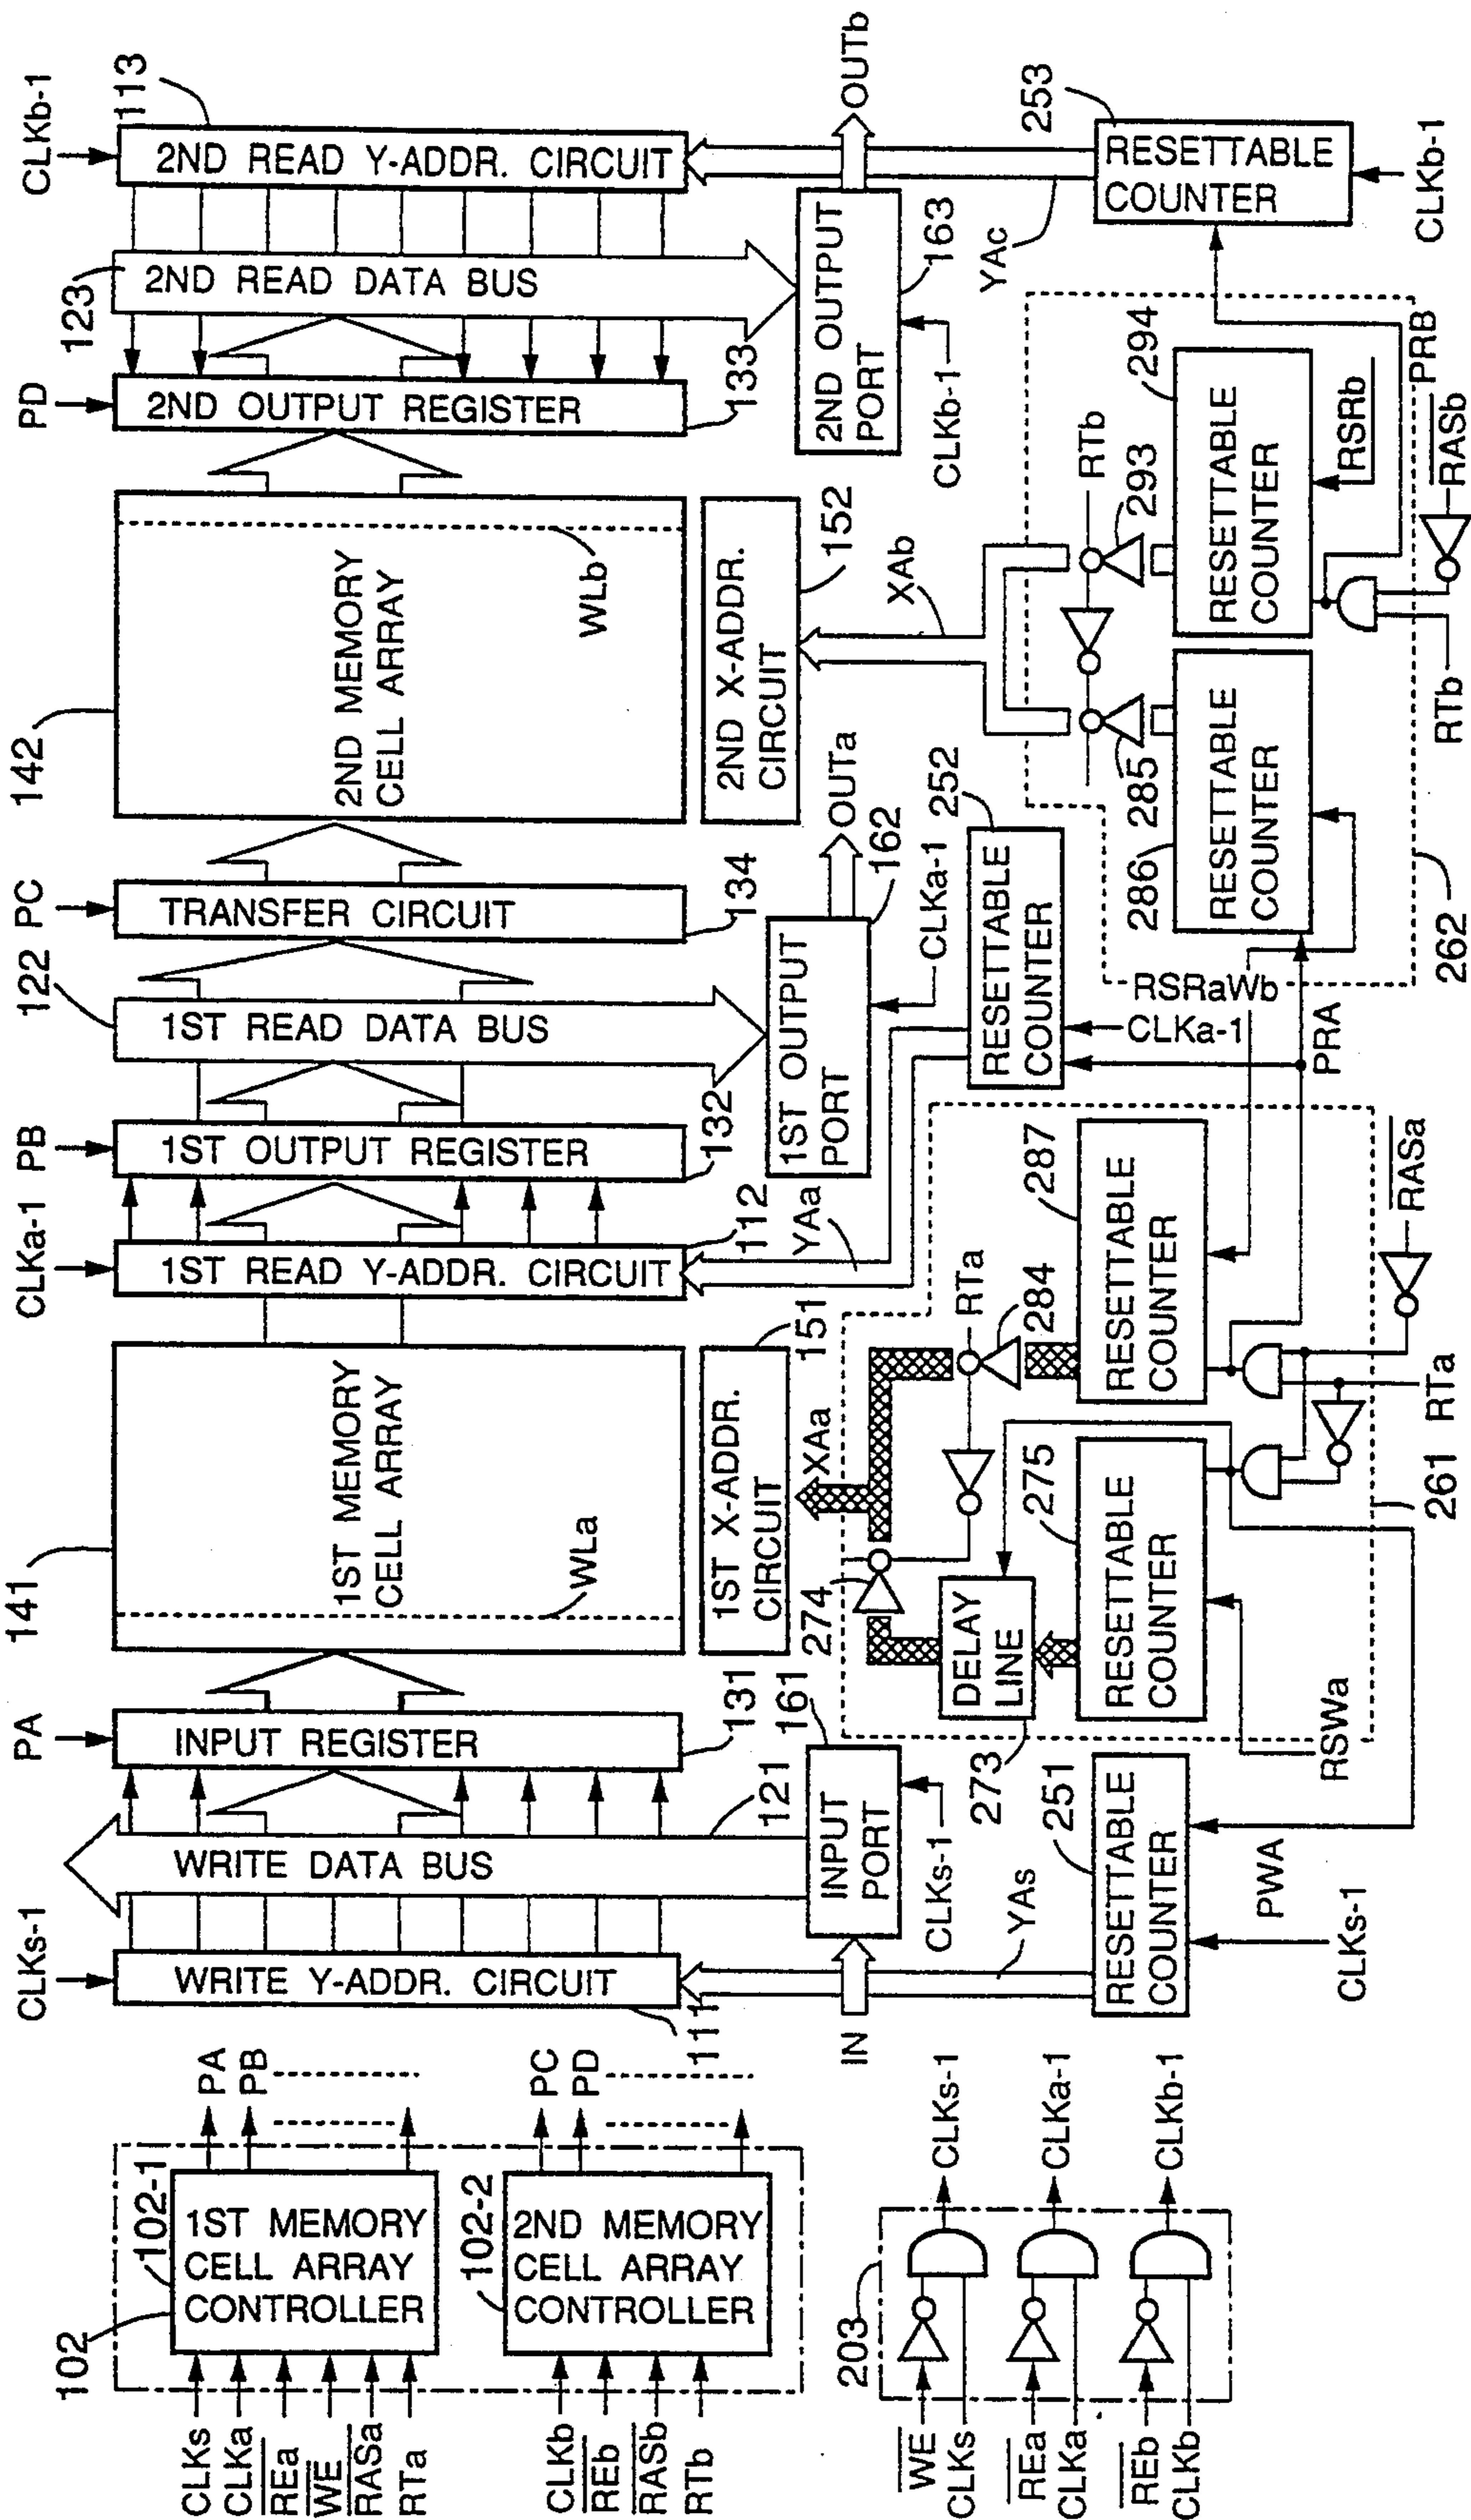 CLKs
CLKa
REa
WE
RASa
RTa
102
102-1
1ST MEMORY
CELL ARRAY
CONTROLLER
PA
PB
CLKb
REb
RASb
RTb
102-2
2ND MEMORY
CELL ARRAY
CONTROLLER
PC
PD
203
WE
CLKs
REa
CLKa
REb
CLKb
CLKs-1
CLKa-1
CLKb-1
CLKs-1
WRITE Y-ADDR. CIRCUIT
111
WRITE DATA BUS
121
PA
INPUT REGISTER
131
141
1ST MEMORY
CELL ARRAY
WLa
CLKa-1
1ST READ Y-ADDR. CIRCUIT
112
PB
1ST OUTPUT REGISTER
132
122
1ST READ DATA BUS
PC
TRANSFER CIRCUIT
134
142
2ND MEMORY
CELL ARRAY
WLb
PD
2ND OUTPUT REGISTER
133
123
2ND READ DATA BUS
CLKb-1
2ND READ Y-ADDR. CIRCUIT
113
IN
INPUT
PORT
161
CLKs-1
YAs
1ST X-ADDR.
CIRCUIT
151
XAa
YAa
1ST OUTPUT
PORT
162
OUTa
CLKa-1
2ND X-ADDR.
CIRCUIT
152
XAb
2ND OUTPUT
PORT
163
OUTb
CLKb-1
YAc
251
RESETTABLE
COUNTER
CLKs-1
PWA
RSWa
273
DELAY
LINE
274
275
RESETTABLE
COUNTER
RTa
284
287
RESETTABLE
COUNTER
261
RTa
RASa
252
RESETTABLE
COUNTER
CLKa-1
RSRaWb
PRA
285
286
RESETTABLE
COUNTER
RTb
293
294
RESETTABLE
COUNTER
RSRb
262
RTb
RASb
PRB
253
RESETTABLE
COUNTER
CLKb-1